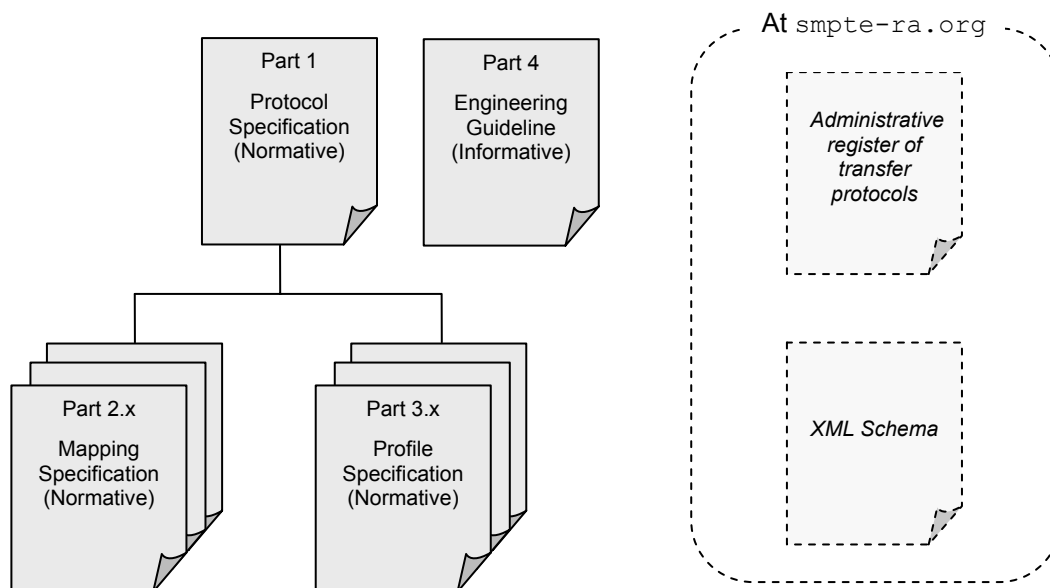 Part 1
Protocol
Specification
(Normative)
Part 4
Engineering
Guideline
(Informative)
At smpte-ra.org
Administrative
register of
transfer
protocols
Part 2.x
Mapping
Specification
(Normative)
Part 3.x
Profile
Specification
(Normative)
XML Schema